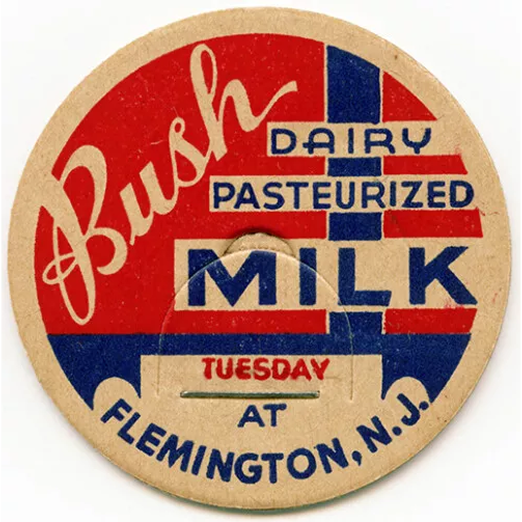 Bush
DAIRY
PASTEURIZED
MILK
TUESDAY
AT
FLEMINGTON, N.J.